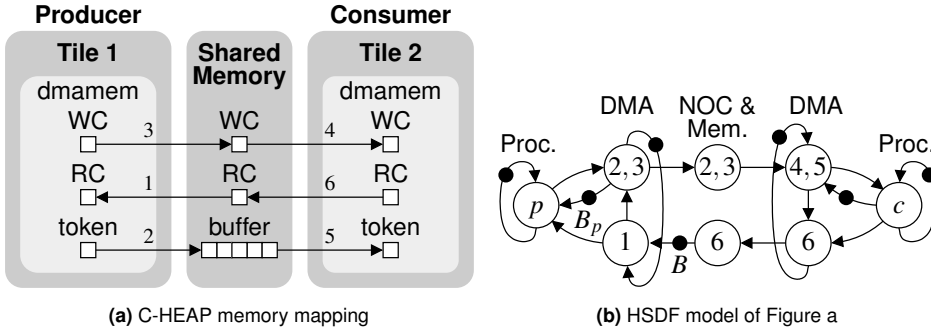 Producer
Consumer
Tile 1
Shared
Memory
Tile 2
dmamem
dmamem
WC
3
WC
4
WC
RC
1
RC
6
RC
token
2
buffer
5
token
(a) C-HEAP memory mapping
DMA
NOC &
Mem.
DMA
Proc.
Proc.
2,3
2,3
4,5
p
c
B_p
1
6
6
B
(b) HSDF model of Figure a